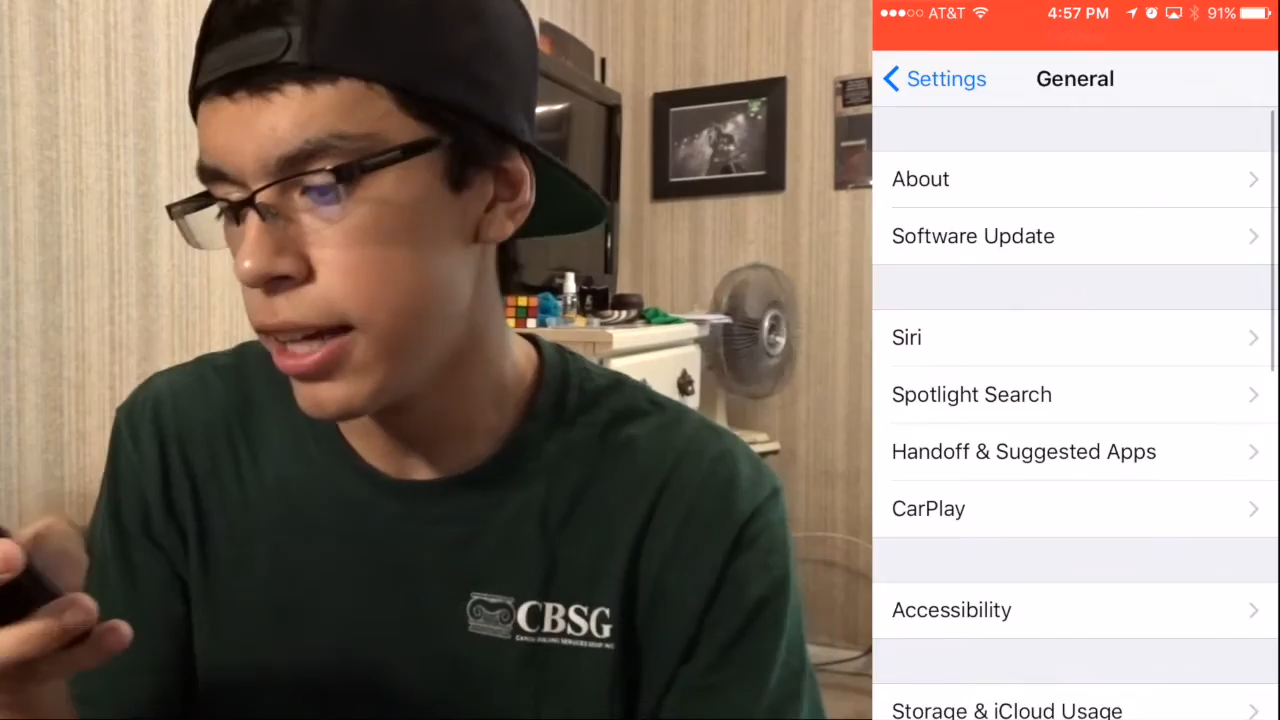 AT&T 4:57 PM 91%
Settings General
About
Software Update
Siri
Spotlight Search
Handoff & Suggested Apps
CarPlay
Accessibility
Storage & iCloud Usage
CBSG